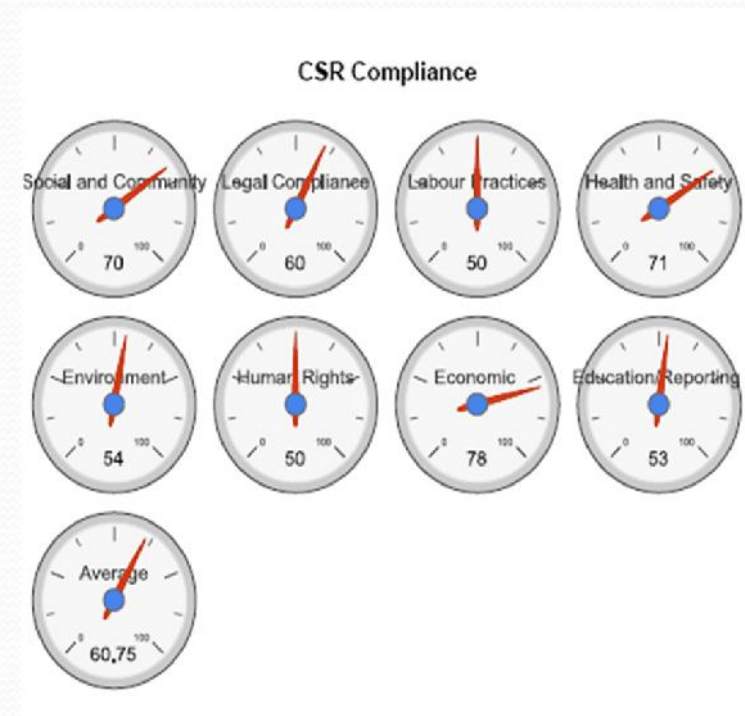 CSR Compliance
Social and Community Legal Compliance Labour Practices Health and Safety
0 100 0 100 0 100 0 100
70 60 50 71
Environment Human Rights Economic Education/Reporting
0 100 0 100 0 100 0 100
54 50 78 53
Average
0 100
60.75